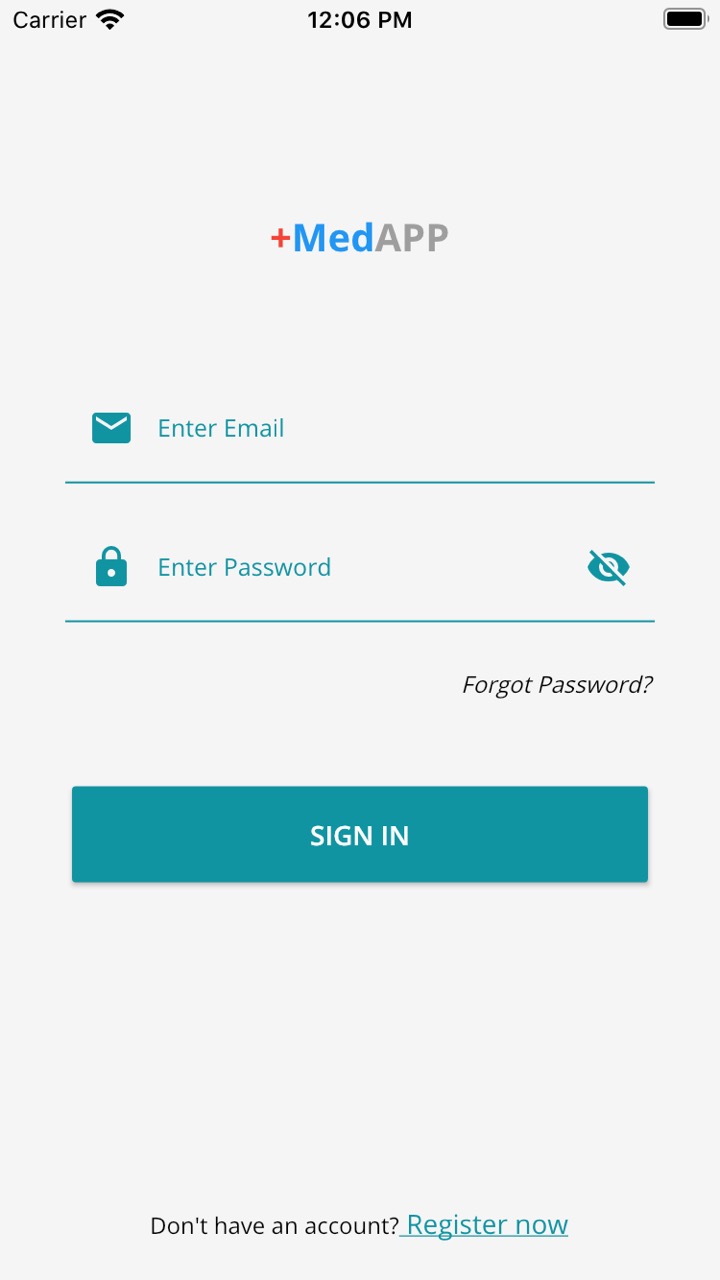 Carrier 12:06 PM
+MedAPP
Enter Email
Enter Password
Forgot Password?
SIGN IN
Don't have an account? Register now